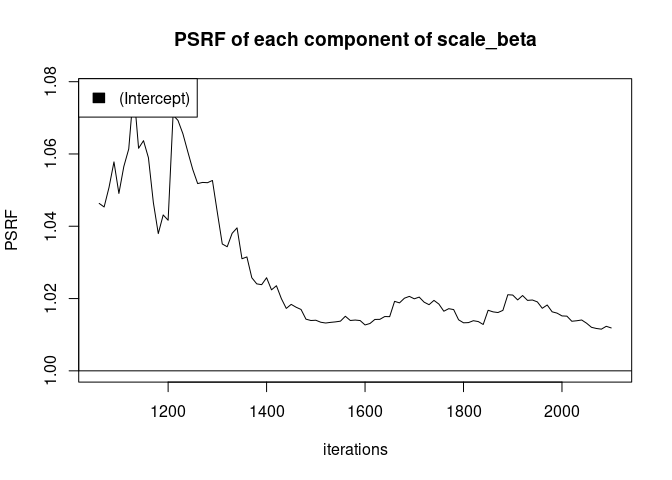 PSRF of each component of scale_beta
(Intercept)
PSRF
1.08
1.06
1.04
1.02
1.00
1200 1400 1600 1800 2000
iterations